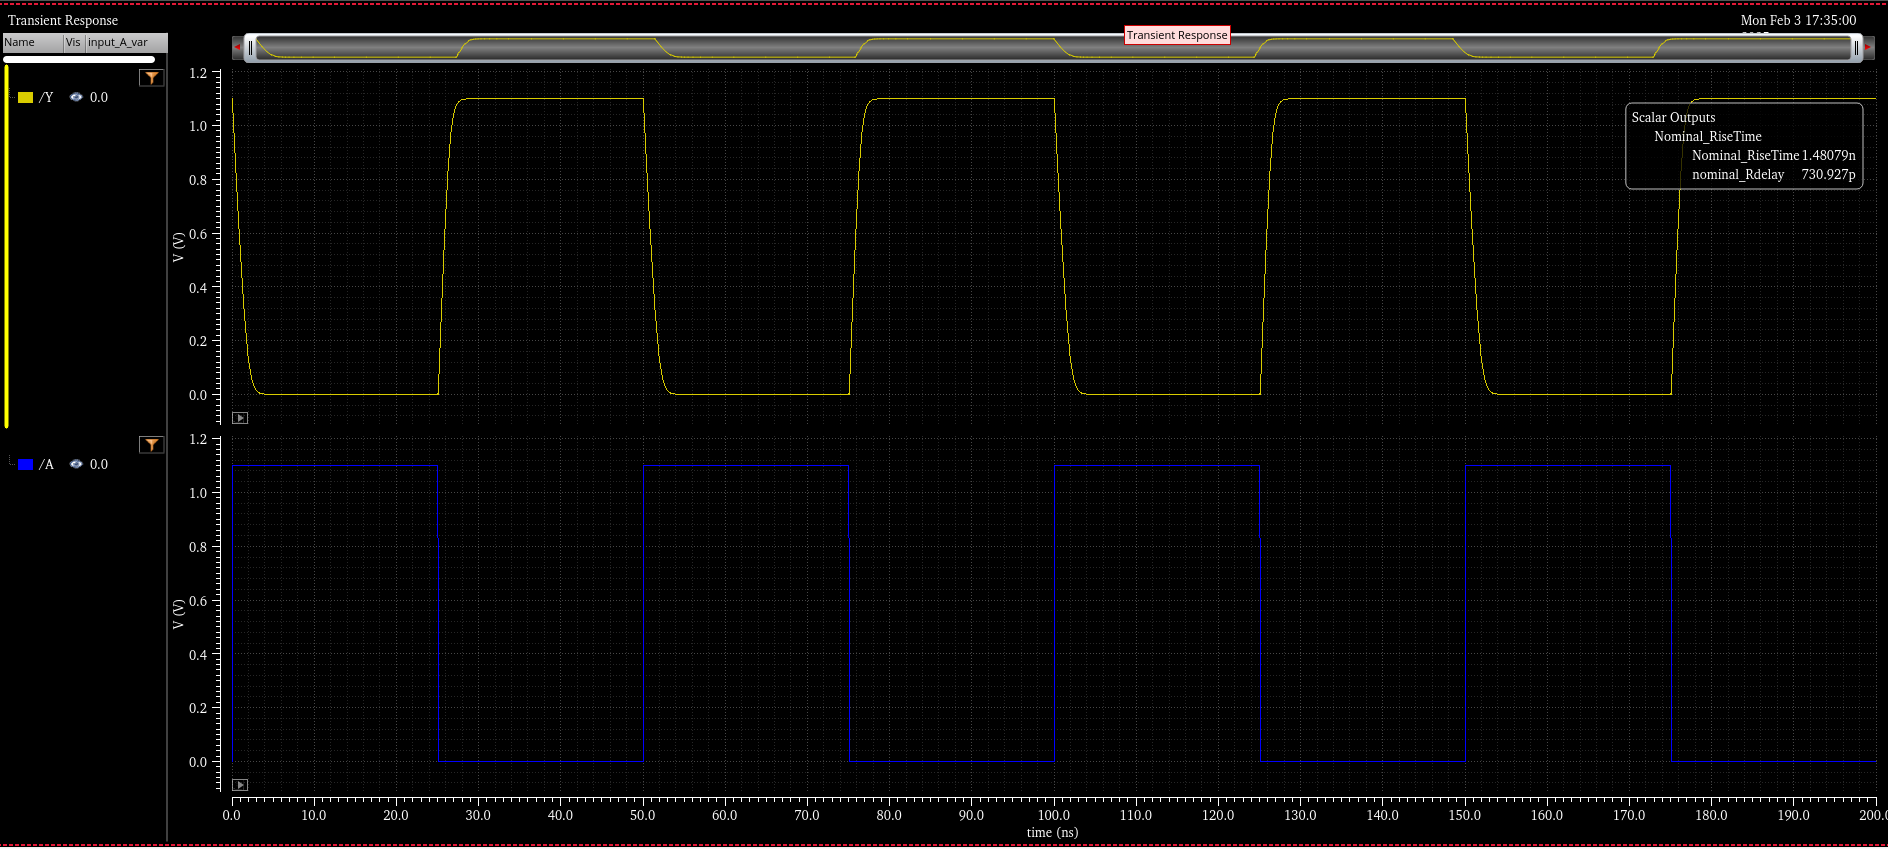 Transient Response
Mon Feb 3 17:35:00
Name Vis input_A_var
Transient Response
/Y 0.0
1.2
1.0
0.8
0.6
0.4
0.2
0.0
V (V)
Scalar Outputs
Nominal_RiseTime
Nominal_RiseTime 1.48079n
nominal_Rdelay 730.927p
/A 0.0
1.2
1.0
0.8
0.6
0.4
0.2
0.0
V (V)
0.0 10.0 20.0 30.0 40.0 50.0 60.0 70.0 80.0 90.0 100.0 110.0 120.0 130.0 140.0 150.0 160.0 170.0 180.0 190.0 200.0
time (ns)